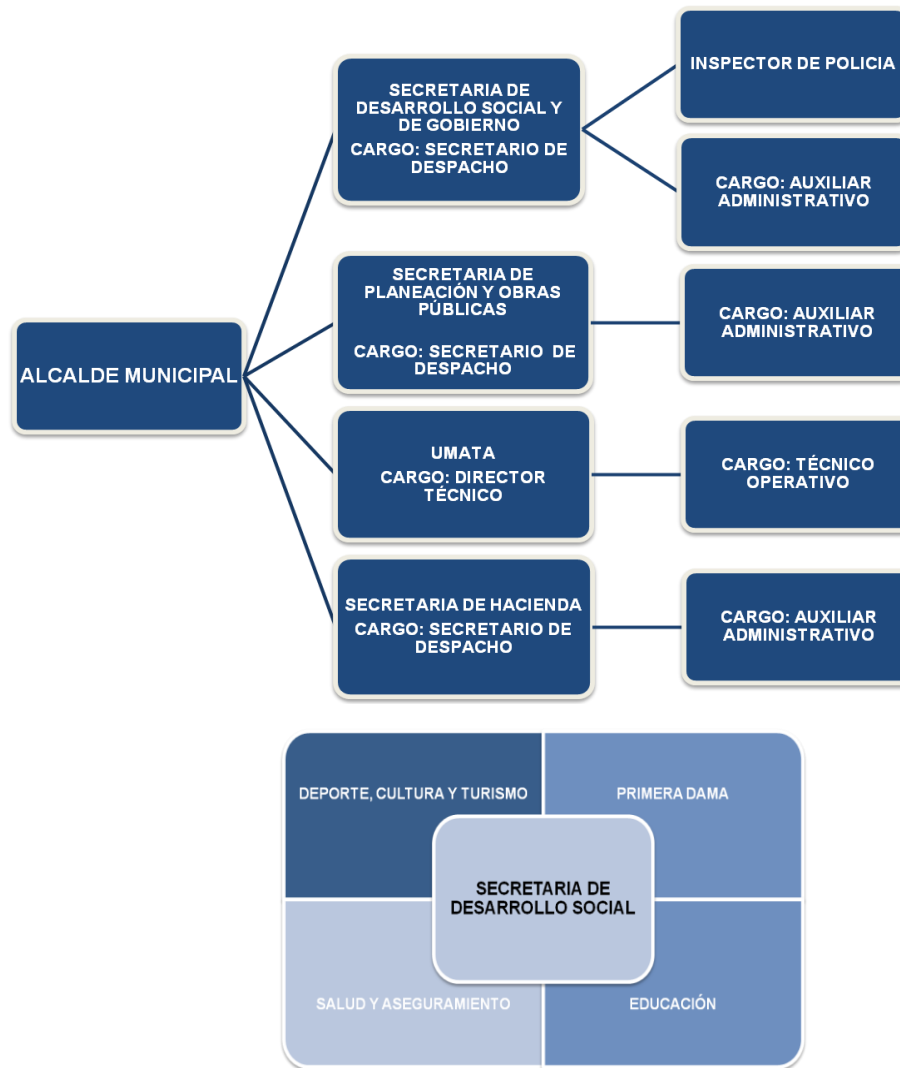 INSPECTOR DE POLICIA
SECRETARIA DE
DESARROLLO SOCIAL Y
DE GOBIERNO
CARGO: SECRETARIO DE
DESPACHO
CARGO: AUXILIAR
ADMINISTRATIVO
SECRETARIA DE
PLANEACIÓN Y OBRAS
PÚBLICAS
CARGO: SECRETARIO DE
DESPACHO
CARGO: AUXILIAR
ADMINISTRATIVO
ALCALDE MUNICIPAL
UMATA
CARGO: DIRECTOR
TÉCNICO
CARGO: TÉCNICO
OPERATIVO
SECRETARIA DE HACIENDA
CARGO: SECRETARIO DE
DESPACHO
CARGO: AUXILIAR
ADMINISTRATIVO
DEPORTE, CULTURA Y TURISMO
PRIMERA DAMA
SECRETARIA DE
DESARROLLO SOCIAL
SALUD Y ASEGURAMIENTO
EDUCACIÓN